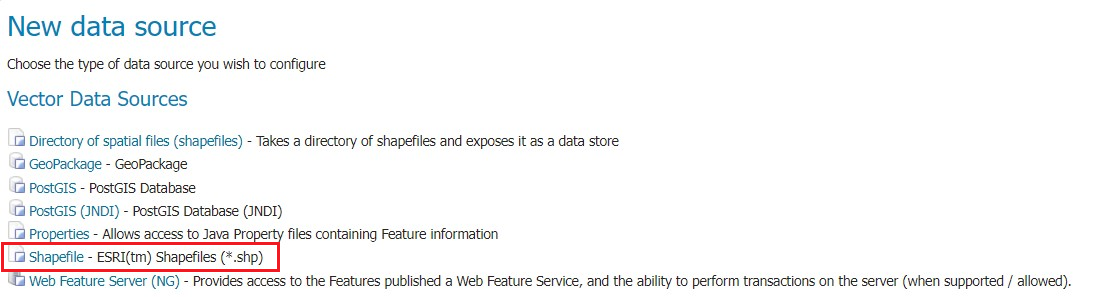 New data source
Choose the type of data source you wish to configure
Vector Data Sources
Directory of spatial files (shapefiles) - Takes a directory of shapefiles and exposes it as a data store
GeoPackage - GeoPackage
PostGIS - PostGIS Database
PostGIS (JNDI) - PostGIS Database (JNDI)
Properties - Allows access to Java Property files containing Feature information
Shapefile - ESRI(tm) Shapefiles (*.shp)
Web Feature Server (NG) - Provides access to the Features published a Web Feature Service, and the ability to perform transactions on the server (when supported / allowed).